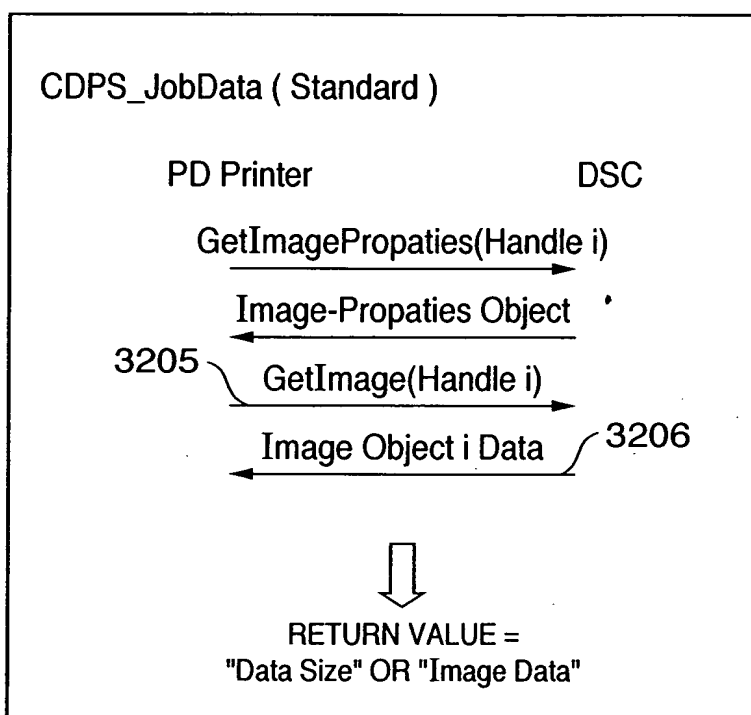 CDPS_JobData ( Standard )
PD Printer DSC
GetImagePropaties(Handle i)
Image-Propaties Object
3205
GetImage(Handle i)
Image Object i Data
3206
RETURN VALUE =
"Data Size" OR "Image Data"